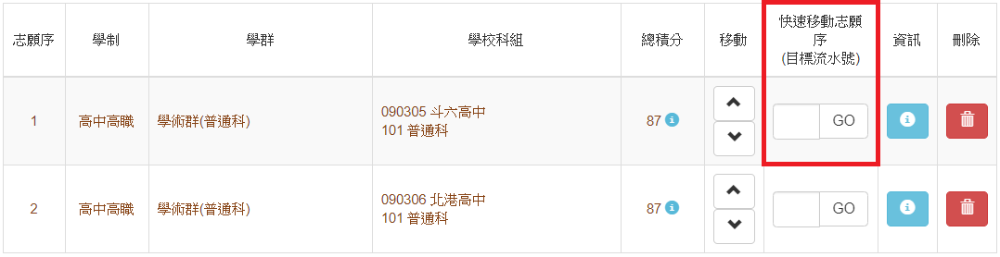 志願序 學制 學群 學校科組 總積分 移動 快速移動志願
序
(目標流水號) 資訊 刪除
1 高中高職 學術群(普通科) 090305 斗六高中
101 普通科 87 GO
2 高中高職 學術群(普通科) 090306 北港高中
101 普通科 87 GO